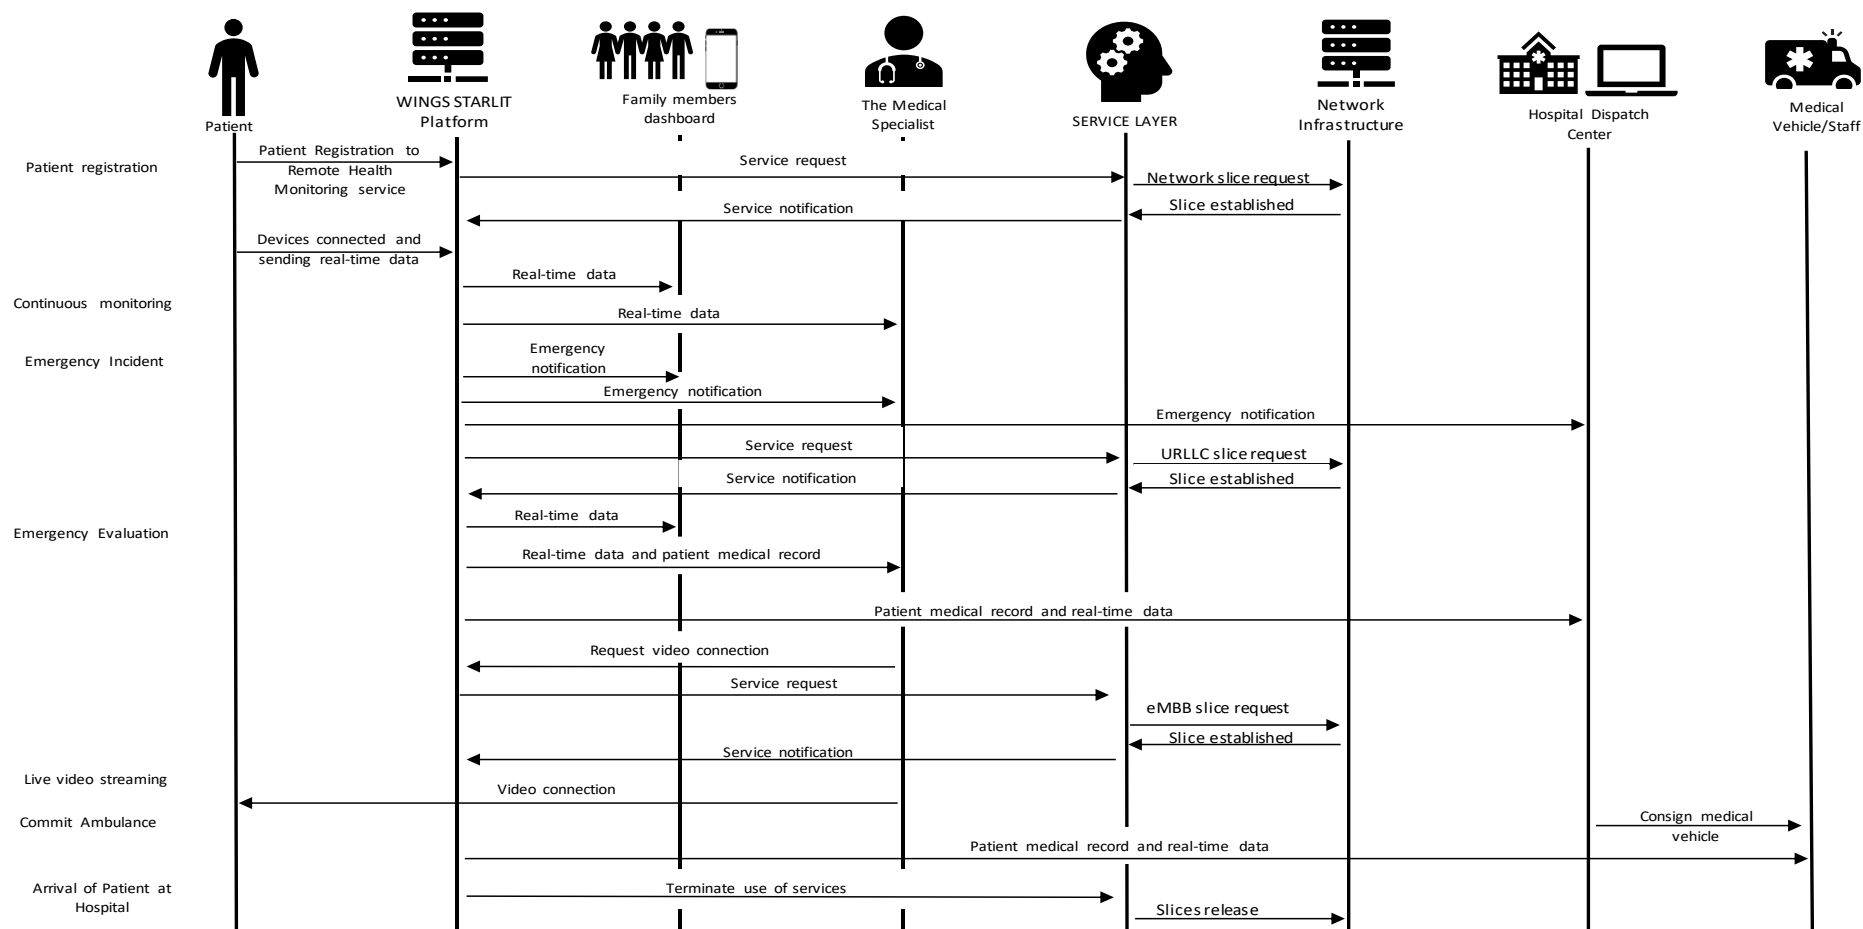 Patient
WINGS STARLIT
Platform
Family members
dashboard
The Medical
Specialist
SERVICE LAYER
Network
Infrastructure
Hospital Dispatch
Center
Medical
Vehicle/Staff
Patient registration
Patient Registration to
Remote Health
Monitoring service
Service request
Network slice request
Slice established
Service notification
Devices connected and
sending real-time data
Real-time data
Continuous monitoring
Real-time data
Emergency Incident
Emergency
notification
Emergency notification
Emergency notification
Service request
URLLC slice request
Slice established
Service notification
Real-time data
Emergency Evaluation
Real-time data and patient medical record
Patient medical record and real-time data
Request video connection
Service request
eMBB slice request
Slice established
Service notification
Live video streaming
Video connection
Commit Ambulance
Consign medical
vehicle
Patient medical record and real-time data
Arrival of Patient at
Hospital
Terminate use of services
Slices release